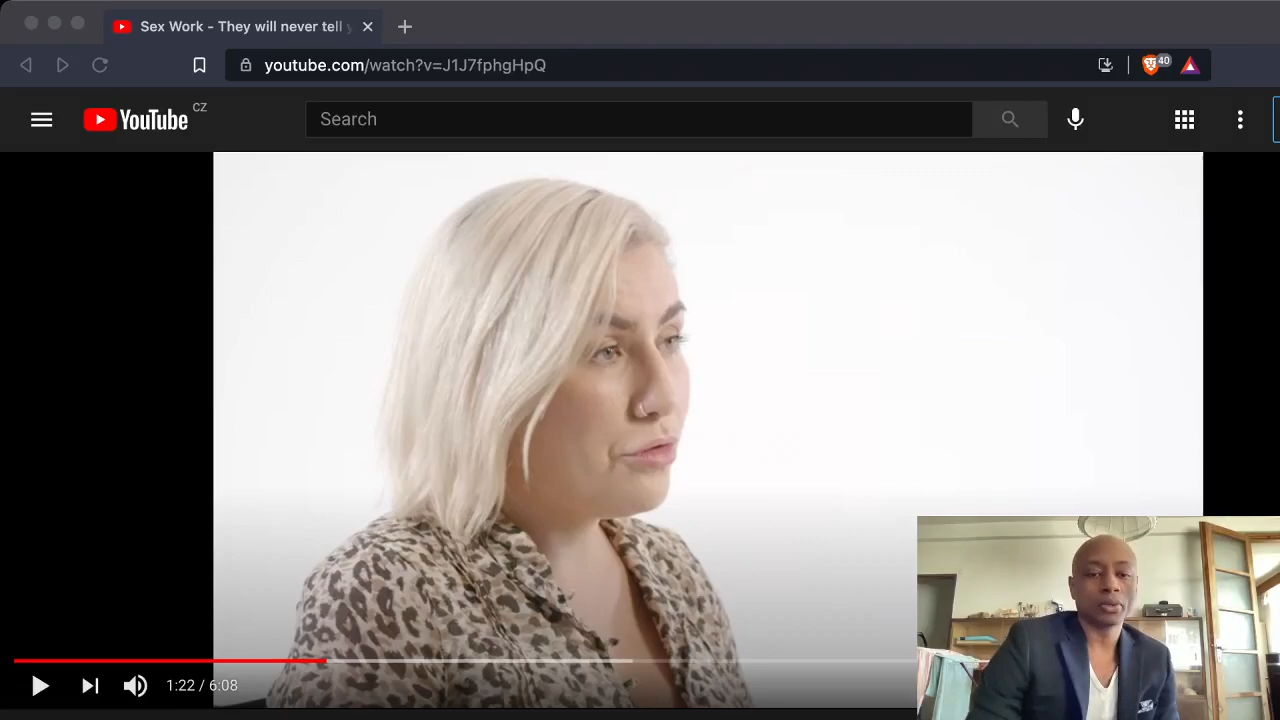 Sex Work - They will never tell
youtube.com/watch?v=J1J7fphgHpQ
40
YouTube CZ
Search
1:22 / 6:08